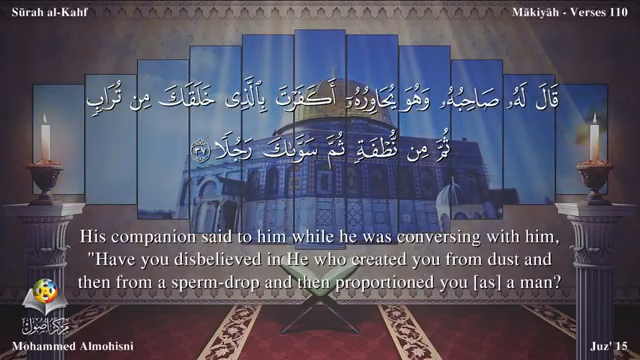 Sūrah al-Kahf
Mākiyāh - Verses 110
قَالَ لَهُۥ صَاحِبُهُۥ وَهُوَ يُحَاوِرُهُۥٓ أَكَفَرْتَ بِٱلَّذِى خَلَقَكَ مِن تُرَابٍ
ثُمَّ مِن نُّطْفَةٍ ثُمَّ سَوَّىٰكَ رَجُلًا ٣٧
His companion said to him while he was conversing with him,
"Have you disbelieved in He who created you from dust and
then from a sperm-drop and then proportioned you [as] a man?
Mohammed Almohisni
Juz' 15